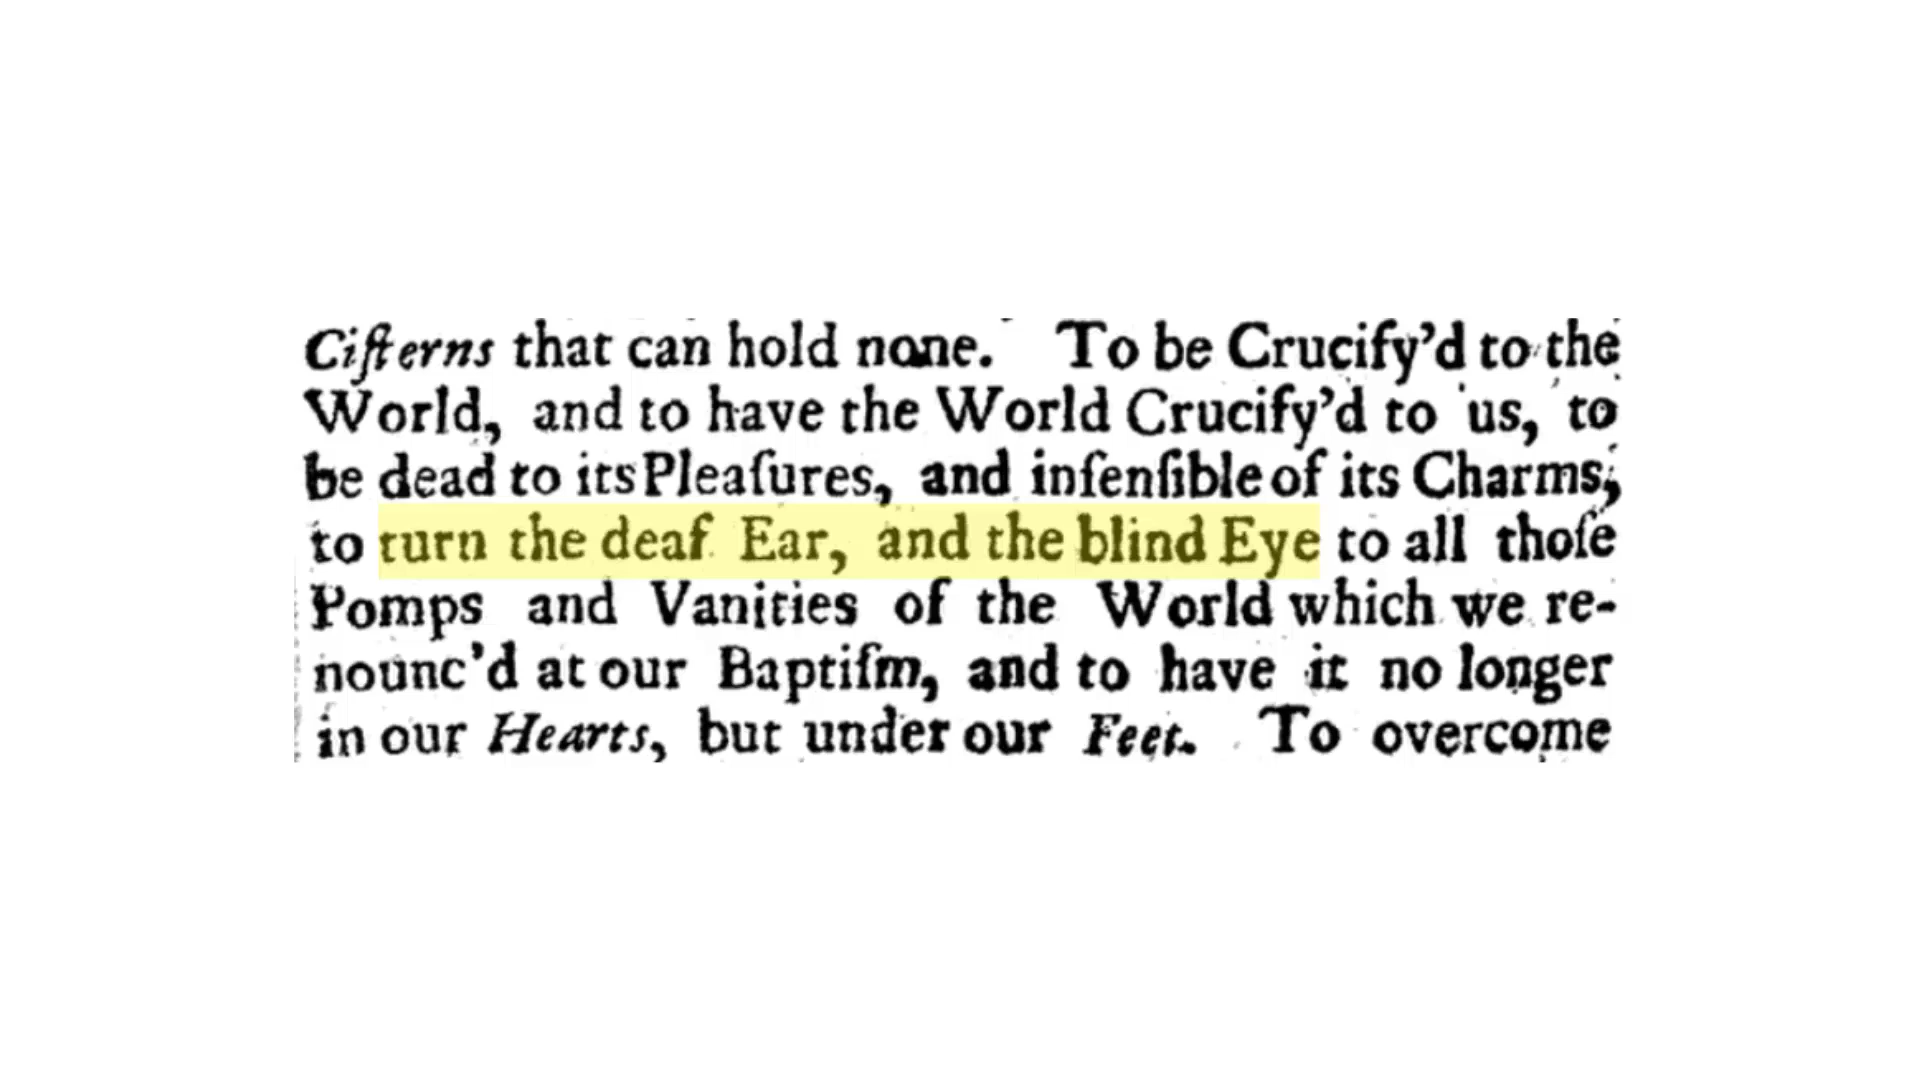 Ciſterns that can hold none. To be Crucify'd to the
World, and to have the World Crucify'd to us, to
be dead to its Pleaſures, and inſenſible of its Charms;
to turn the deaf Ear, and the blind Eye to all thoſe
Pomps and Vanities of the World which we re-
nounc'd at our Baptiſm, and to have it no longer
in our Hearts, but under our Feet. To overcome